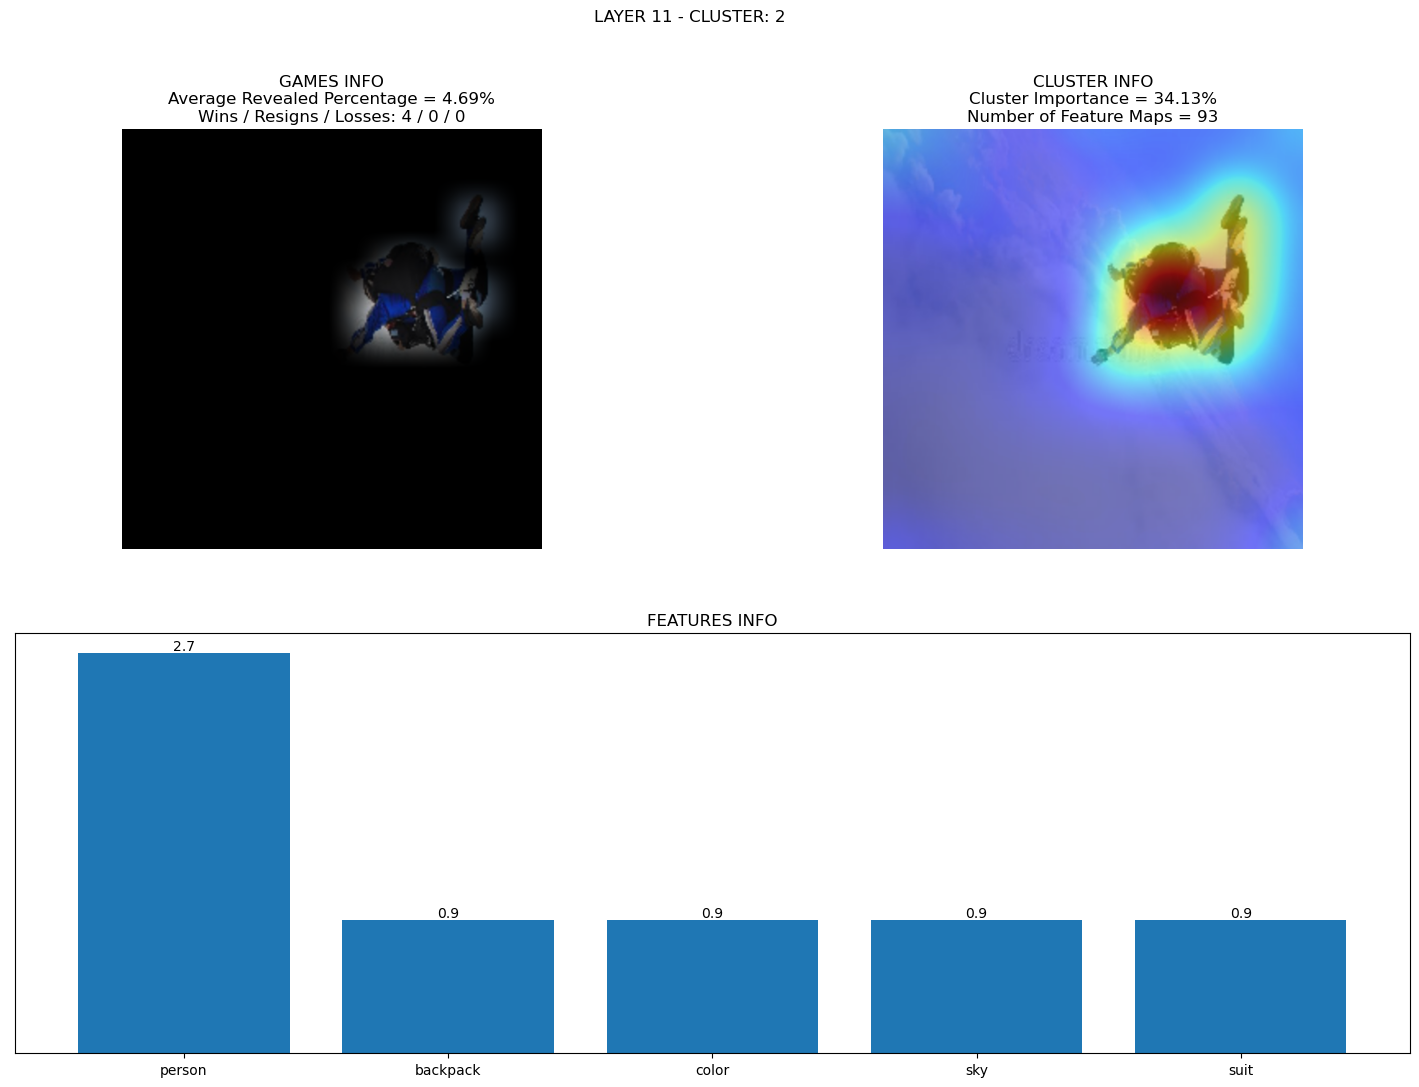 LAYER 11 - CLUSTER: 2
GAMES INFO
Average Revealed Percentage = 4.69%
Wins / Resigns / Losses: 4 / 0 / 0
CLUSTER INFO
Cluster Importance = 34.13%
Number of Feature Maps = 93
FEATURES INFO
2.7
0.9
0.9
0.9
0.9
person
backpack
color
sky
suit